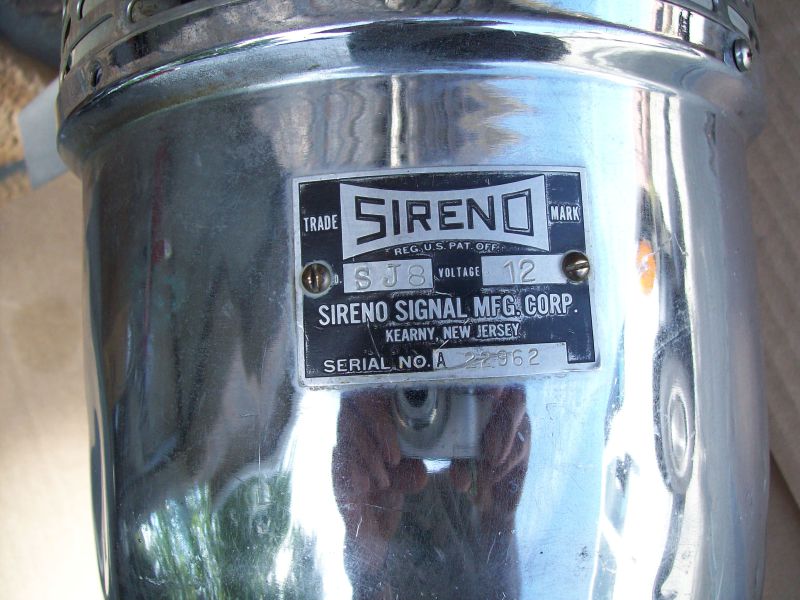 TRADE SIRENO MARK
REG. U.S. PAT. OFF.
O. SJ8 VOLTAGE 12
SIRENO SIGNAL MFG. CORP.
KEARNY, NEW JERSEY
SERIAL NO. A 22962